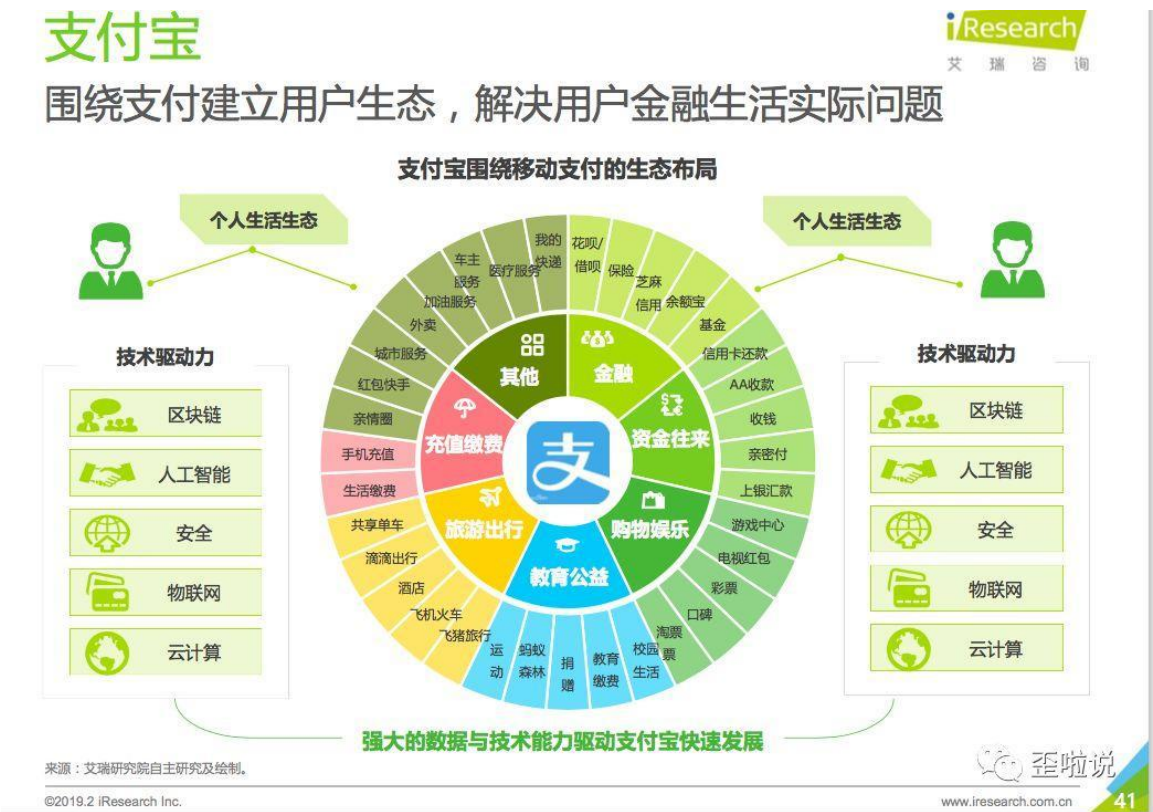 支付宝
iResearch
艾瑞咨询
围绕支付建立用户生态，解决用户金融生活实际问题
支付宝围绕移动支付的生态布局
个人生活生态
个人生活生态
技术驱动力
区块链
人工智能
安全
物联网
云计算
技术驱动力
区块链
人工智能
安全
物联网
云计算
支
其他
金融
资金往来
购物娱乐
教育公益
旅游出行
充值缴费
花呗/
借呗
保险
芝麻
信用
余额宝
基金
信用卡还款
AA收款
收钱
亲密付
上银汇款
游戏中心
电视红包
彩票
口碑
淘票
票
校园
生活
教育
缴费
捐
赠
蚂蚁
森林
运
动
飞猪旅行
飞机火车
酒店
滴滴出行
共享单车
生活缴费
手机充值
亲情圈
红包快手
城市服务
外卖
加油服务
车主
服务
医疗服务
我的
快递
强大的数据与技术能力驱动支付宝快速发展
来源：艾瑞研究院自主研究及绘制。
歪啦说
©2019.2 iResearch Inc.
www.iresearch.com.cn
41